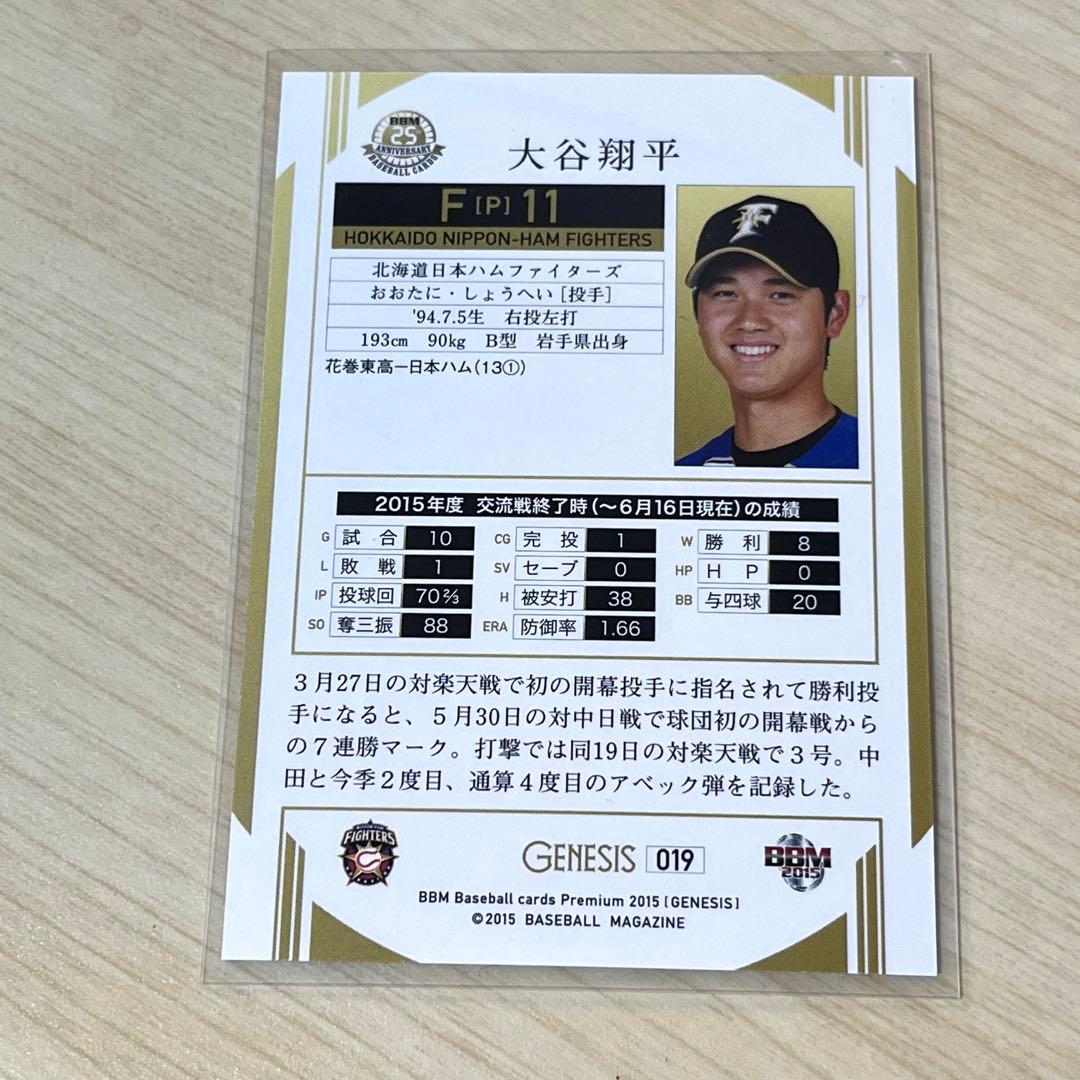 BBM
25
ANNIVERSARY
BASEBALL CARDS
大谷翔平
F [P] 11
HOKKAIDO NIPPON-HAM FIGHTERS
北海道日本ハムファイターズ
おおたに・しょうへい [投手]
'94.7.5生 右投左打
193cm 90kg B型 岩手県出身
花巻東高ー日本ハム(13①)
F
2015年度 交流戦終了時(〜6月16日現在)の成績
G 試合 10 CG 完投 1 W 勝利 8
L 敗戦 1 SV セーブ 0 HP HP 0
IP 投球回 70⅔ H 被安打 38 BB 与四球 20
SO 奪三振 88 ERA 防御率 1.66
3月27日の対楽天戦で初の開幕投手に指名されて勝利投
手になると、5月30日の対中日戦で球団初の開幕戦から
の7連勝マーク。打撃では同19日の対楽天戦で3号。中
田と今季2度目、通算4度目のアベック弾を記録した。
FIGHTERS
GENESIS 019
BBM
2015
BBM Baseball cards Premium 2015 [GENESIS]
©2015 BASEBALL MAGAZINE